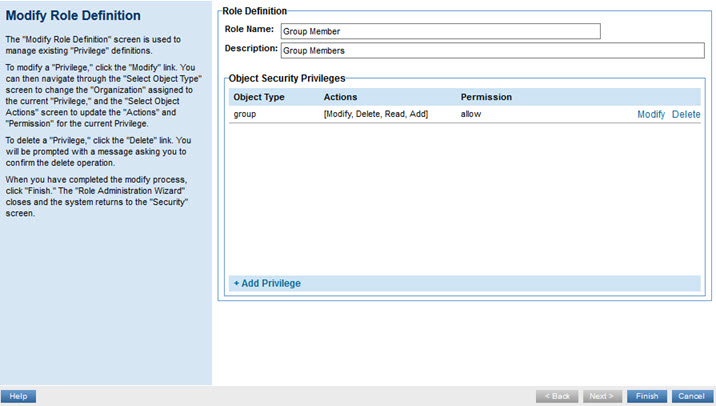 Modify Role Definition
The "Modify Role Definition" screen is used to
manage existing "Privilege" definitions.
To modify a "Privilege," click the "Modify" link. You
can then navigate through the "Select Object Type"
screen to change the "Organization" assigned to
the current "Privilege," and the "Select Object
Actions" screen to update the "Actions" and
"Permission" for the current Privilege.
To delete a "Privilege," click the "Delete" link. You
will be prompted with a message asking you to
confirm the delete operation.
When you have completed the modify process,
click "Finish." The "Role Administration Wizard"
closes and the system returns to the "Security"
screen.
Role Definition
Role Name: Group Member
Description: Group Members
Object Security Privileges
Object Type Actions Permission
group [Modify, Delete, Read, Add] allow Modify Delete
+ Add Privilege
Help < Back Next > Finish Cancel